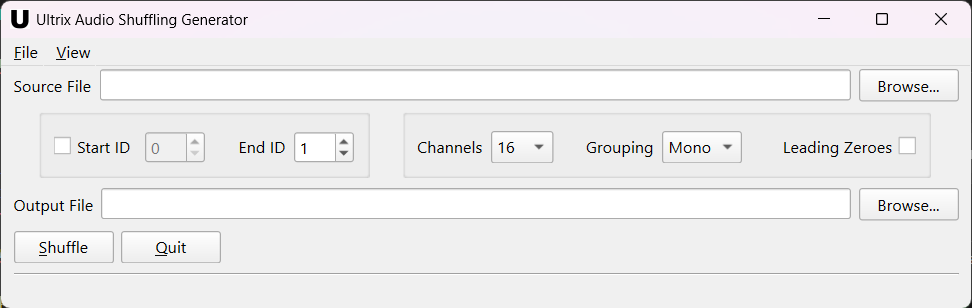 U Ultrix Audio Shuffling Generator
File View
Source File Browse...
Start ID 0 End ID 1 Channels 16 Grouping Mono Leading Zeroes
Output File Browse...
Shuffle Quit